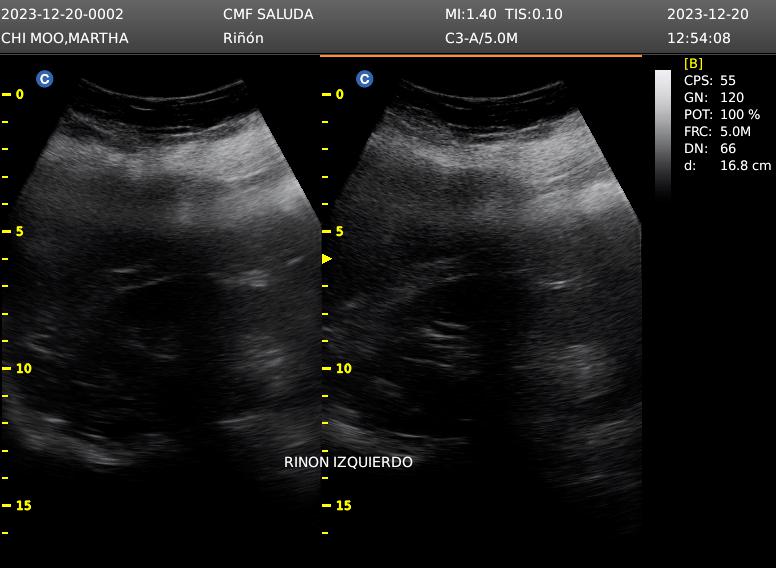 2023-12-20-0002 CMF SALUDA MI:1.40 TIS:0.10 2023-12-20
CHI MOO,MARTHA Riñón C3-A/5.0M 12:54:08
C
C
[B]
CPS: 55
GN: 120
POT: 100 %
FRC: 5.0M
DN: 66
d: 16.8 cm
0
5
10
15
0
5
10
15
RINON IZQUIERDO